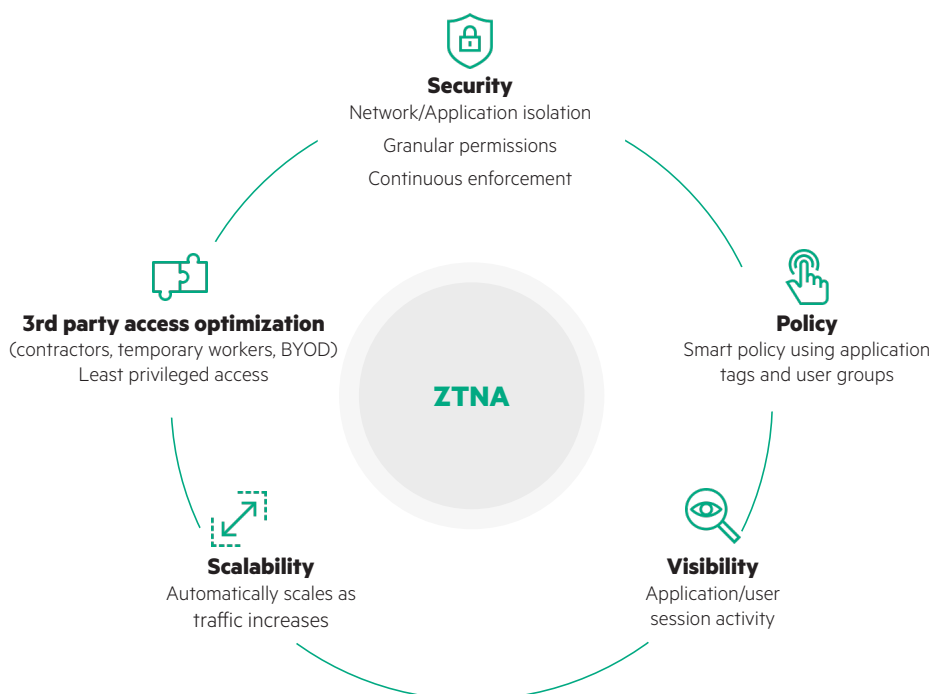 Security
Network/Application isolation
Granular permissions
Continuous enforcement
3rd party access optimization
(contractors, temporary workers, BYOD)
Least privileged access
Policy
Smart policy using application
tags and user groups
ZTNA
Scalability
Automatically scales as
traffic increases
Visibility
Application/user
session activity